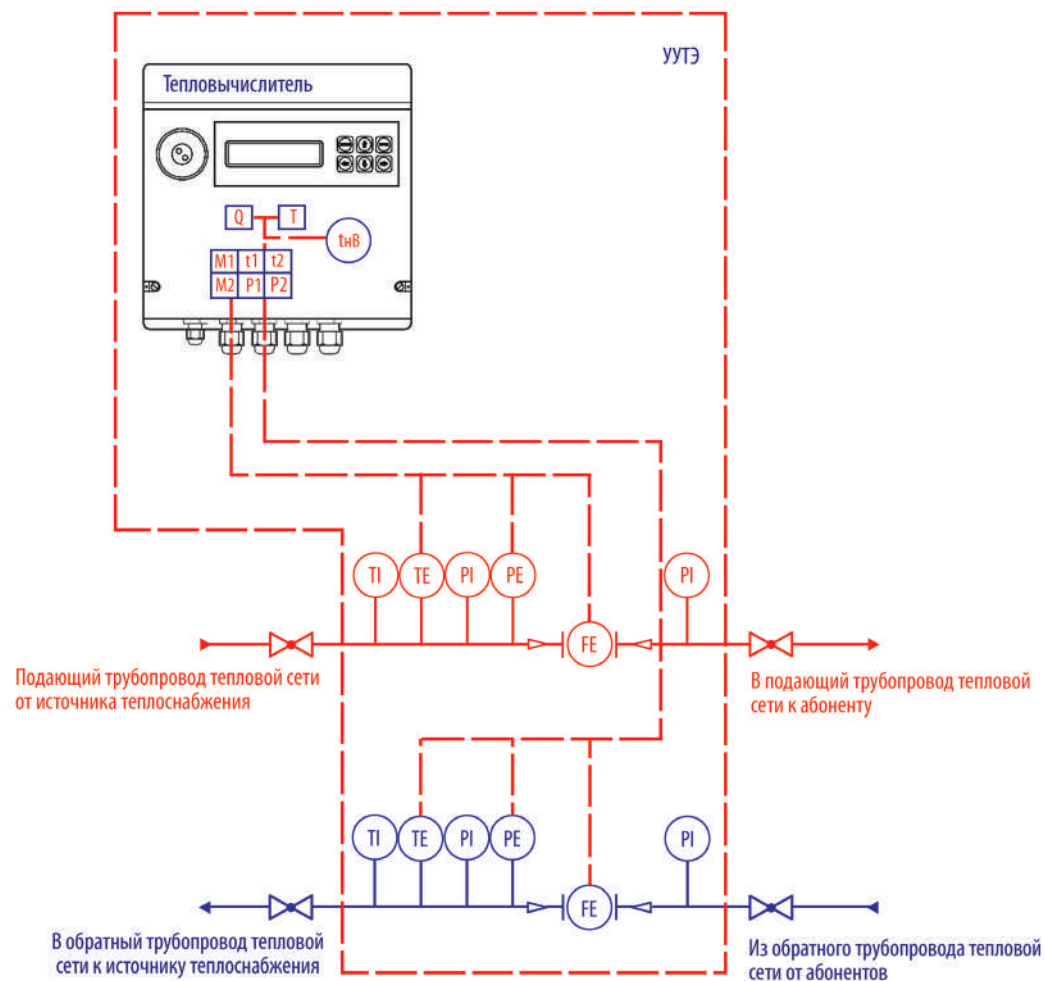 УУТЭ
Тепловычислитель
Q T
tнВ
M1 t1 t2
M2 P1 P2
TI TE PI PE PI
FE
Подающий трубопровод тепловой сети
от источника теплоснабжения
В подающий трубопровод тепловой
сети к абоненту
TI TE PI PE PI
FE
В обратный трубопровод тепловой
сети к источнику теплоснабжения
Из обратного трубопровода тепловой
сети от абонентов